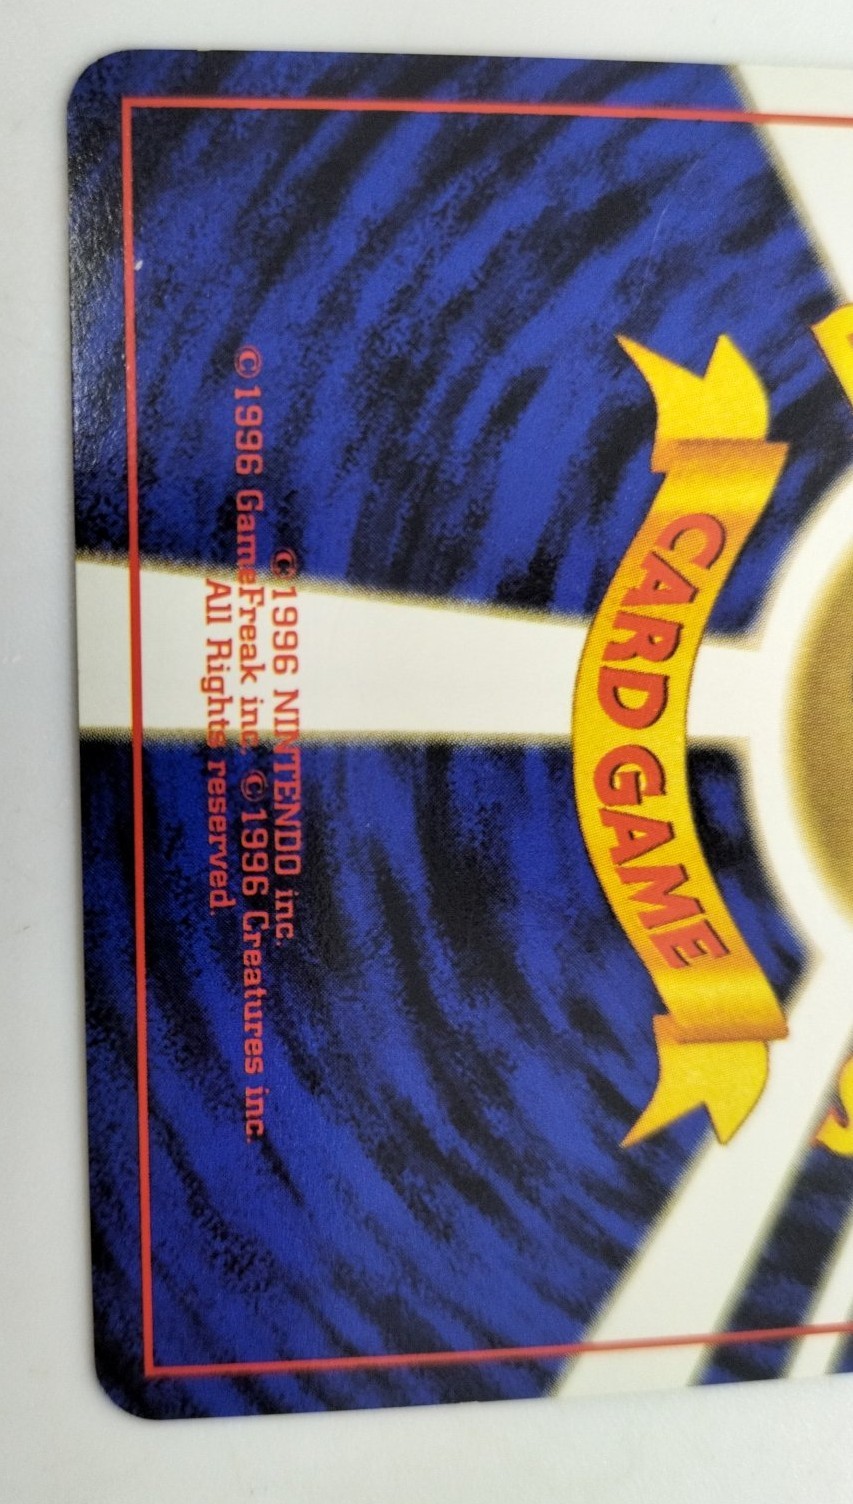 CARD GAME
©1996 NINTENDO inc.
©1996 GameFreak inc. ©1996 Creatures inc.
All Rights reserved.